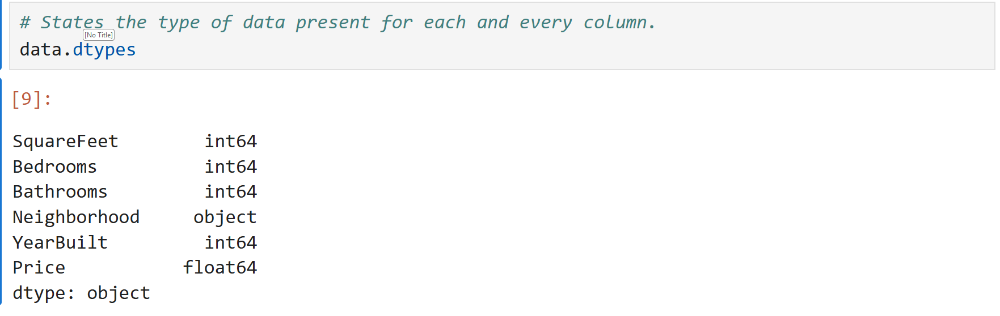 # States the type of data present for each and every column.
[No Title]
data.dtypes
[9]:
SquareFeet int64
Bedrooms int64
Bathrooms int64
Neighborhood object
YearBuilt int64
Price float64
dtype: object